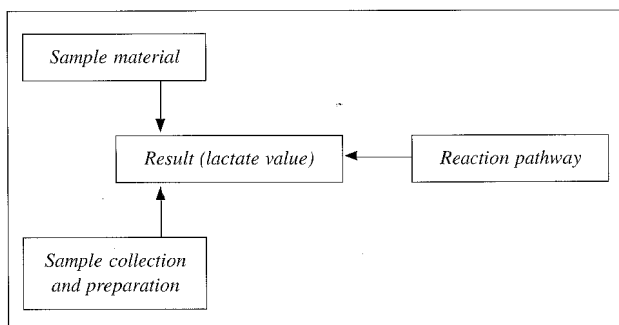 Sample material
Result (lactate value)
Reaction pathway
Sample collection
and preparation